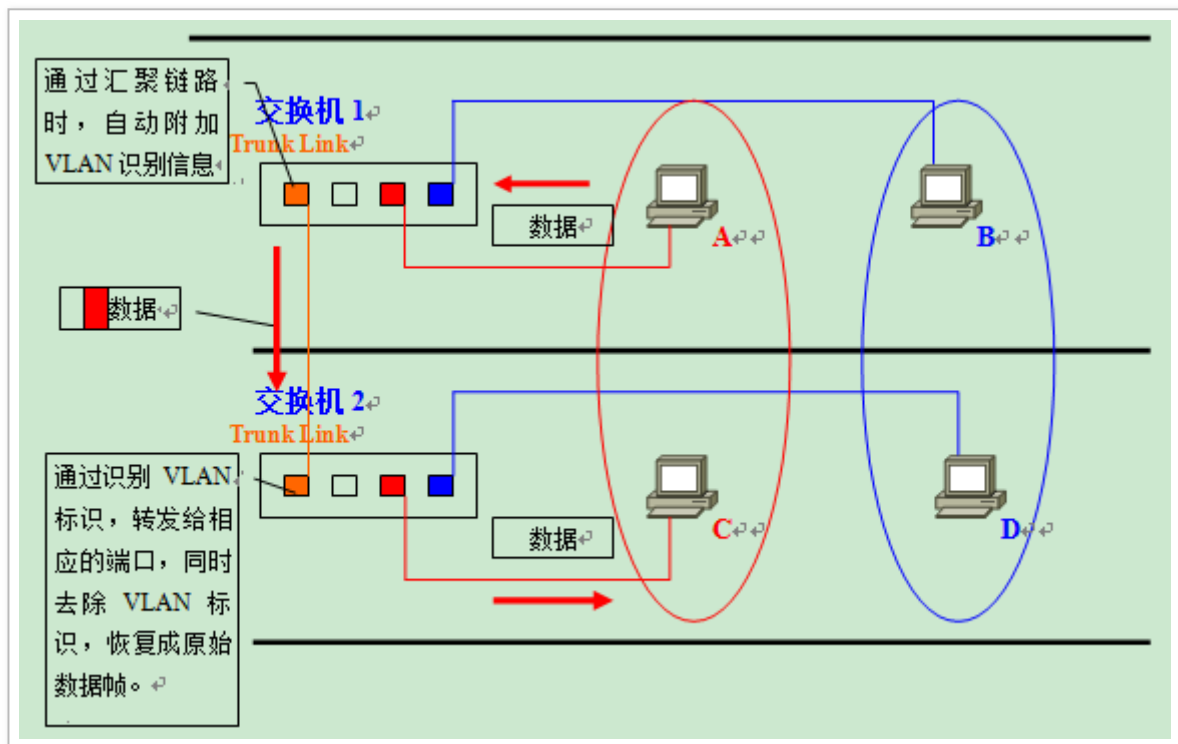 通过汇聚链路
时，自动附加
VLAN 识别信息
交换机 1
Trunk Link
数据
A
B
数据
交换机 2
Trunk Link
通过识别 VLAN
标识，转发给相
应的端口，同时
去除 VLAN 标
识，恢复成原始
数据帧。
数据
C
D